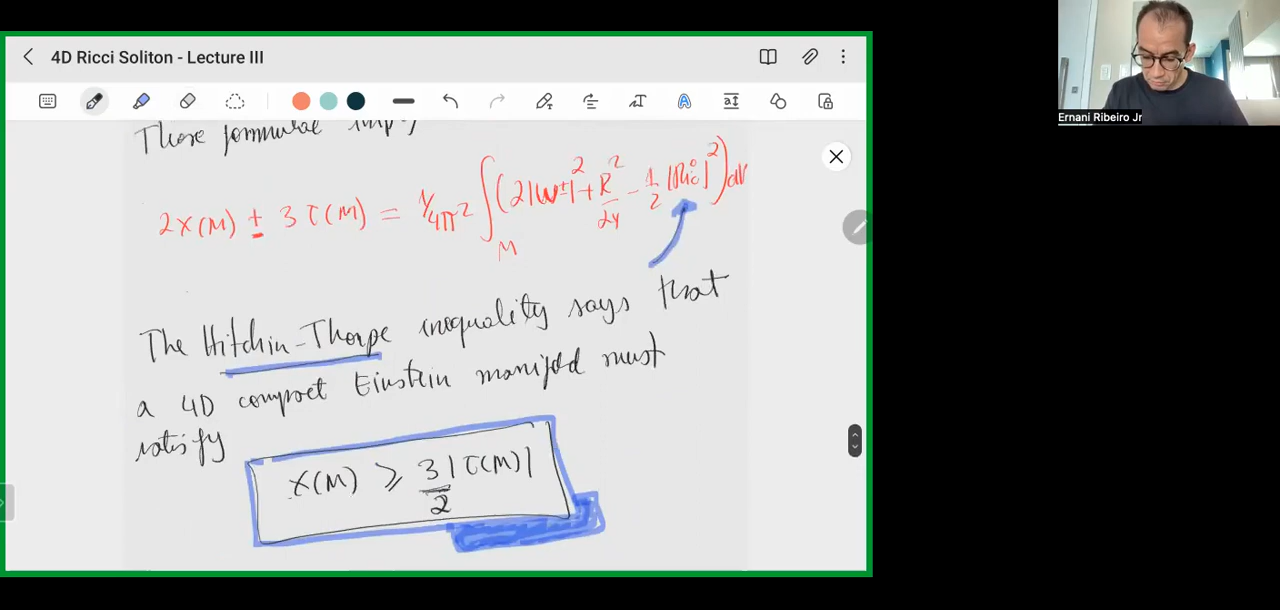 4D Ricci Soliton - Lecture III
Ernani Ribeiro Jr
These formulae imply
2χ(M) ± 3τ(M) = 1/4π² ∫_M (2|W±|² + R²/24 - 1/2 |Ric°|²) dV
The Hitchin-Thorpe inequality says that
a 4D compact Einstein manifold must
satisfy
χ(M) ⩾ 3/2 |τ(M)|